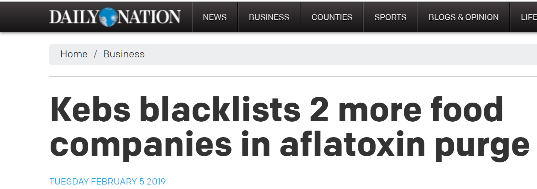 DAILY NATION NEWS BUSINESS COUNTIES SPORTS BLOGS & OPINION LIFE
Home / Business
Kebs blacklists 2 more food
companies in aflatoxin purge
TUESDAY FEBRUARY 5 2019